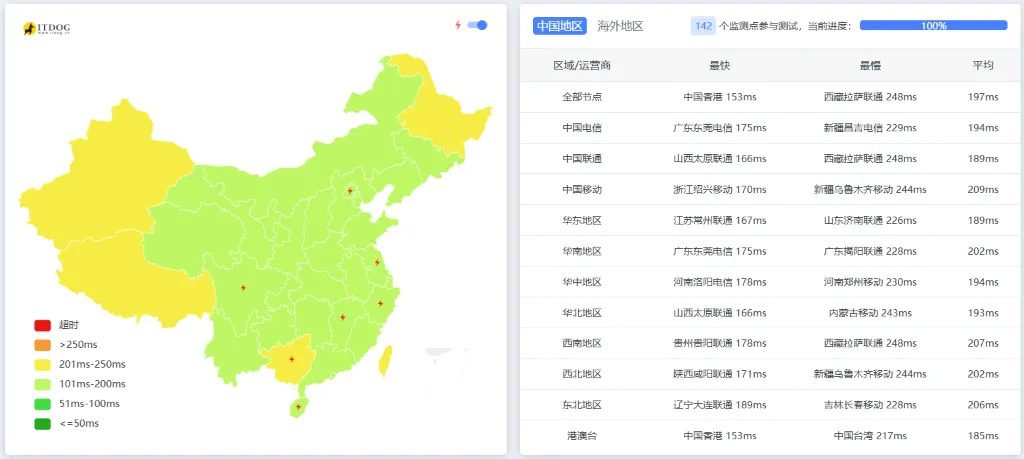 ITDOG
www.itdog.cn
超时
>250ms
201ms-250ms
101ms-200ms
51ms-100ms
<=50ms
中国地区 海外地区 142 个监测点参与测试，当前进度： 100%
区域/运营商 最快 最慢 平均
全部节点 中国香港 153ms 西藏拉萨联通 248ms 197ms
中国电信 广东东莞电信 175ms 新疆昌吉电信 229ms 194ms
中国联通 山西太原联通 166ms 西藏拉萨联通 248ms 189ms
中国移动 浙江绍兴移动 170ms 新疆乌鲁木齐移动 244ms 209ms
华东地区 江苏常州联通 167ms 山东济南联通 226ms 189ms
华南地区 广东东莞电信 175ms 广东揭阳联通 228ms 202ms
华中地区 河南洛阳电信 178ms 河南郑州移动 230ms 194ms
华北地区 山西太原联通 166ms 内蒙古移动 243ms 193ms
西南地区 贵州贵阳联通 178ms 西藏拉萨联通 248ms 207ms
西北地区 陕西咸阳联通 171ms 新疆乌鲁木齐移动 244ms 202ms
东北地区 辽宁大连联通 189ms 吉林长春移动 228ms 206ms
港澳台 中国香港 153ms 中国台湾 217ms 185ms